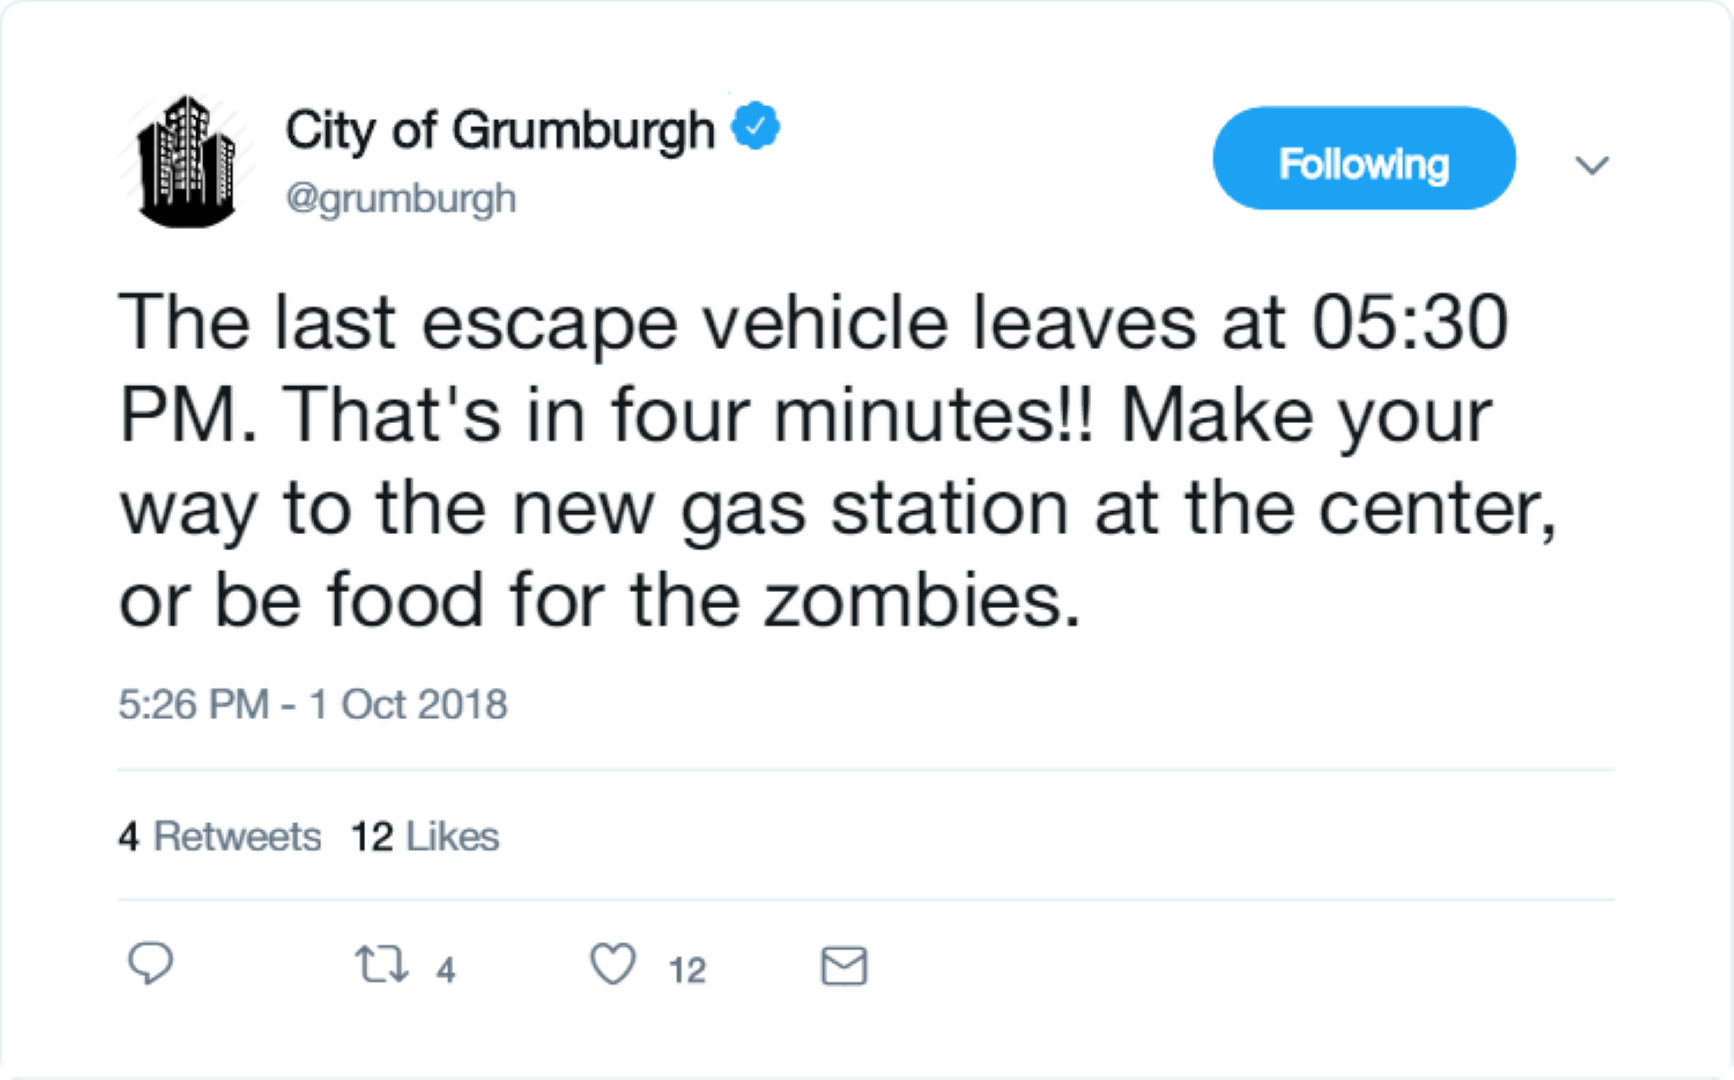 City of Grumburgh
@grumburgh
Following
The last escape vehicle leaves at 05:30
PM. That's in four minutes!! Make your
way to the new gas station at the center,
or be food for the zombies.
5:26 PM - 1 Oct 2018
4 Retweets 12 Likes
4 12